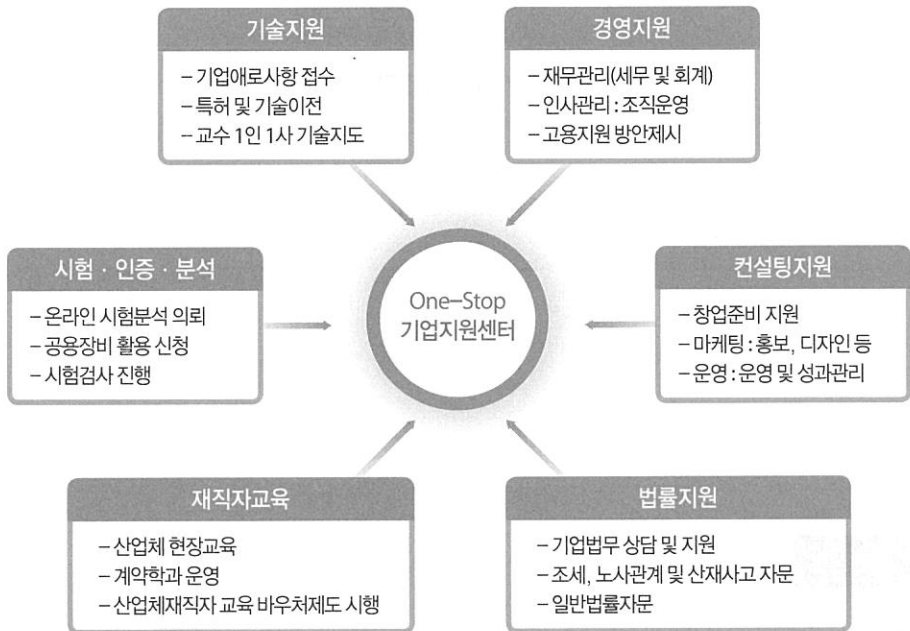 기술지원
– 기업애로사항 접수
– 특허 및 기술이전
– 교수 1인 1사 기술지도
경영지원
– 재무관리(세무 및 회계)
– 인사관리 : 조직운영
– 고용지원 방안제시
시험 · 인증 · 분석
– 온라인 시험분석 의뢰
– 공용장비 활용 신청
– 시험검사 진행
One–Stop
기업지원센터
컨설팅지원
– 창업준비 지원
– 마케팅 : 홍보, 디자인 등
– 운영 : 운영 및 성과관리
재직자교육
– 산업체 현장교육
– 계약학과 운영
– 산업체재직자 교육 바우처제도 시행
법률지원
– 기업법무 상담 및 지원
– 조세, 노사관계 및 산재사고 자문
– 일반법률자문